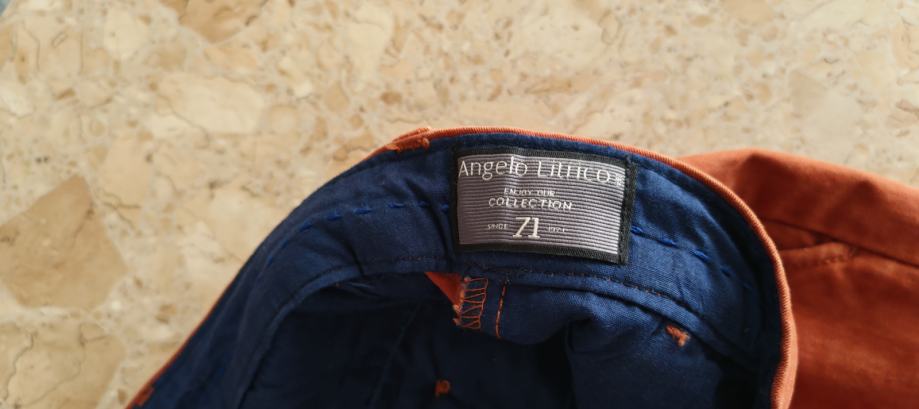 Angelo Litrico®
ENJOY OUR
COLLECTION
SINCE 71 1971